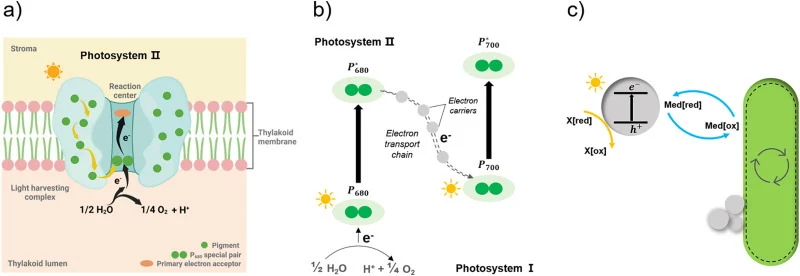 a)
Stroma
Photosystem II
Reaction
center
e⁻
Thylakoid
membrane
Light harvesting
complex
e⁻
1/2 H₂O
1/4 O₂ + H⁺
Pigment
P₆₈₀ special pair
Primary electron acceptor
Thylakoid lumen
b)
Photosystem II
P*₆₈₀
P*₇₀₀
Electron
carriers
Electron
transport
chain
e⁻
P₆₈₀
P₇₀₀
e⁻
½ H₂O
H⁺ + ¼ O₂
Photosystem I
c)
e⁻
h⁺
X[red]
X[ox]
Med[red]
Med[ox]